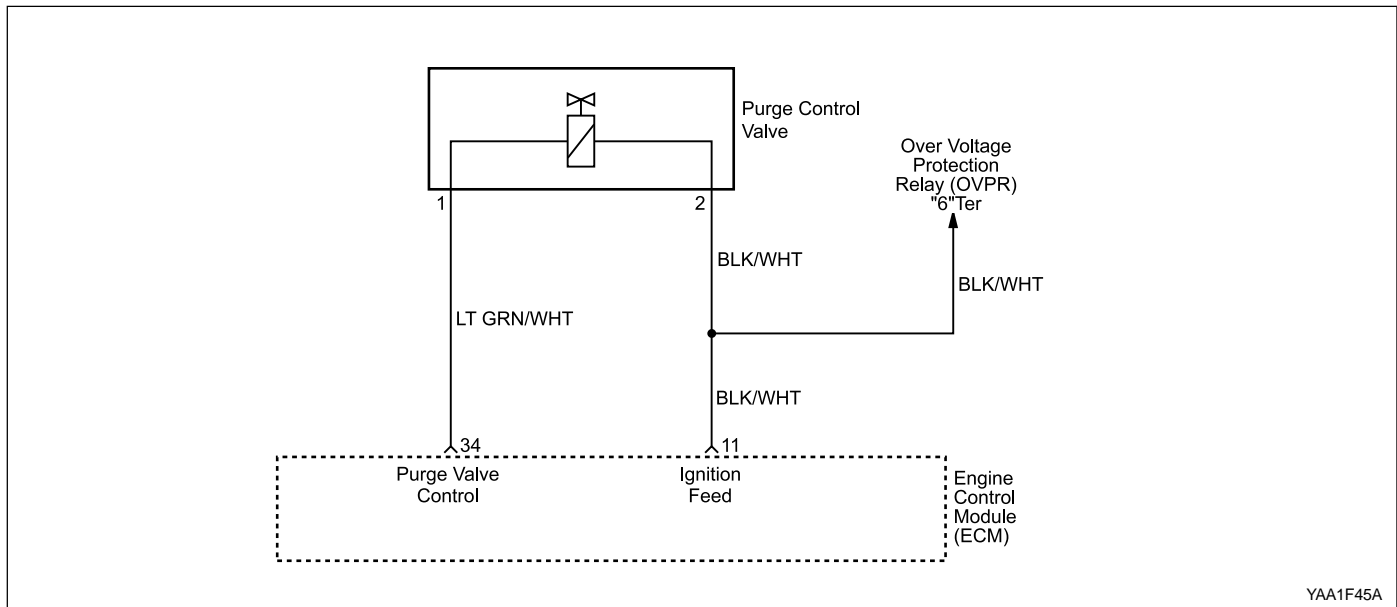 Purge Control
Valve
Over Voltage
Protection
Relay (OVPR)
"6"Ter
1
2
BLK/WHT
BLK/WHT
LT GRN/WHT
BLK/WHT
34
11
Purge Valve
Control
Ignition
Feed
Engine
Control
Module
(ECM)
YAA1F45A